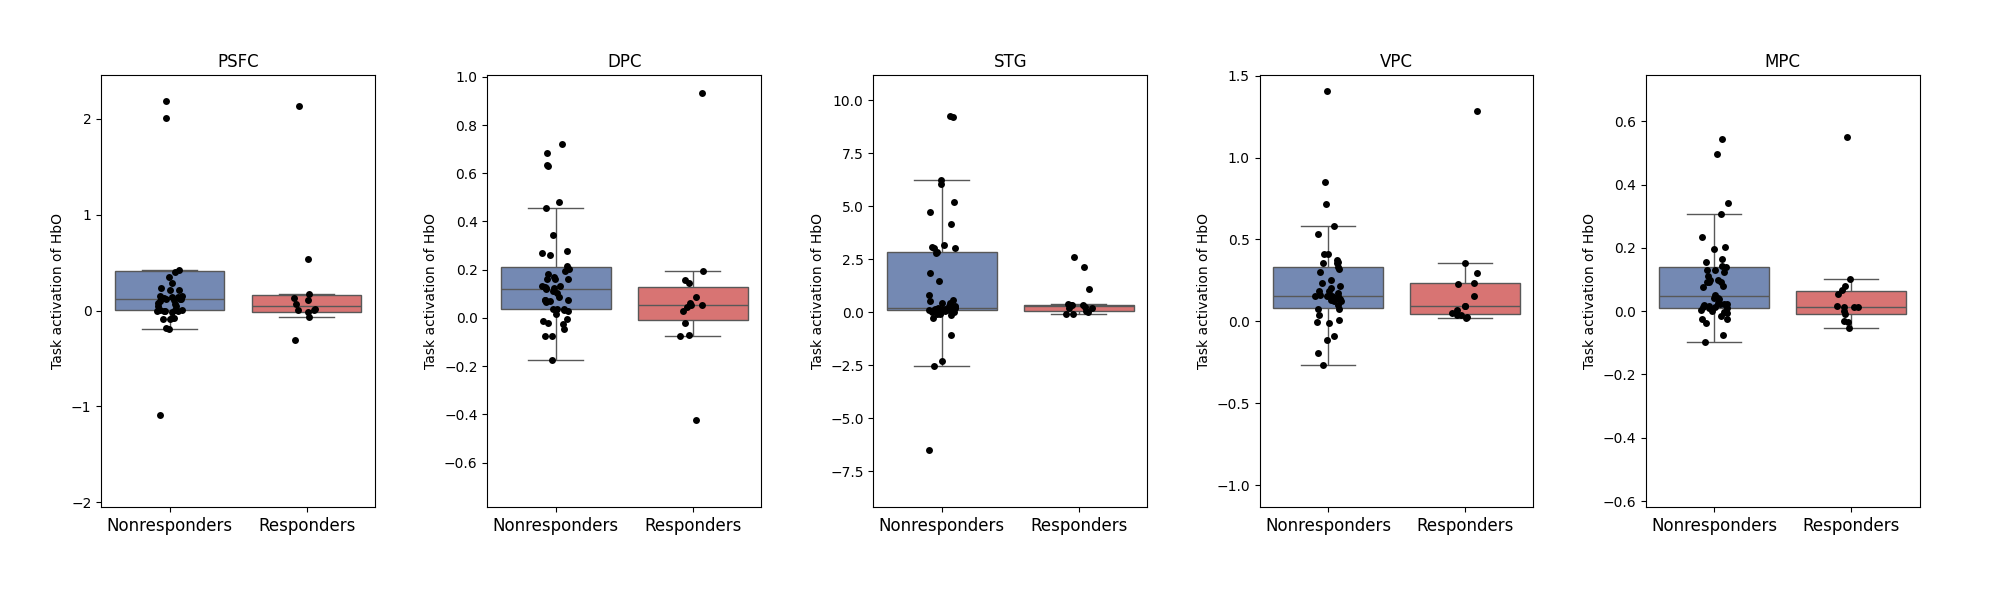 PSFC
Task activation of HbO
2
1
0
−1
−2
Nonresponders
Responders
DPC
Task activation of HbO
1.0
0.8
0.6
0.4
0.2
0.0
−0.2
−0.4
−0.6
Nonresponders
Responders
STG
Task activation of HbO
10.0
7.5
5.0
2.5
0.0
−2.5
−5.0
−7.5
Nonresponders
Responders
VPC
Task activation of HbO
1.5
1.0
0.5
0.0
−0.5
−1.0
Nonresponders
Responders
MPC
Task activation of HbO
0.6
0.4
0.2
0.0
−0.2
−0.4
−0.6
Nonresponders
Responders